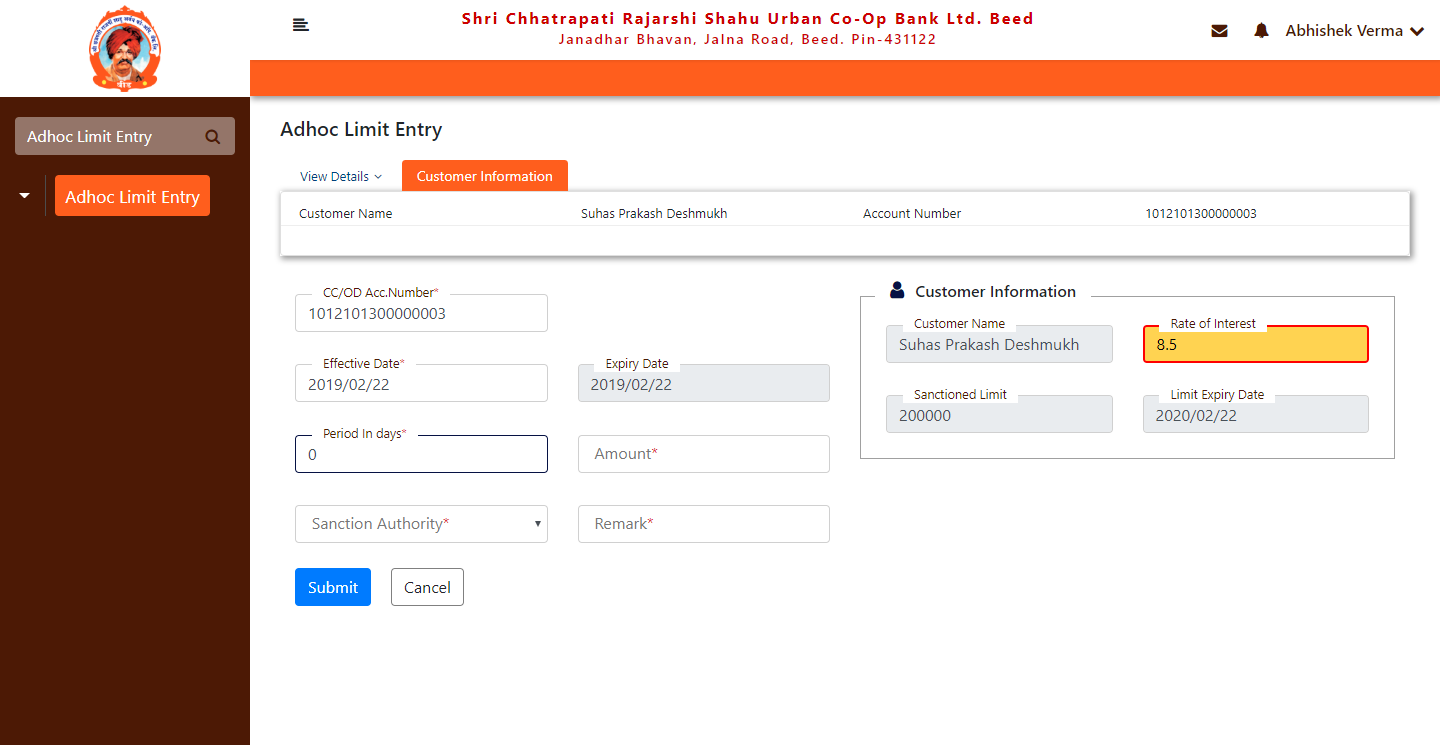 Shri Chhatrapati Rajarshi Shahu Urban Co-Op Bank Ltd. Beed
Janadhar Bhavan, Jalna Road, Beed. Pin-431122
Abhishek Verma
बीड
Adhoc Limit Entry
Adhoc Limit Entry
Adhoc Limit Entry
View Details
Customer Information
Customer Name Suhas Prakash Deshmukh Account Number 1012101300000003
CC/OD Acc.Number*
1012101300000003
Effective Date*
2019/02/22
Expiry Date
2019/02/22
Period In days*
0
Amount*
Sanction Authority*
Remark*
Submit
Cancel
Customer Information
Customer Name
Suhas Prakash Deshmukh
Rate of Interest
8.5
Sanctioned Limit
200000
Limit Expiry Date
2020/02/22